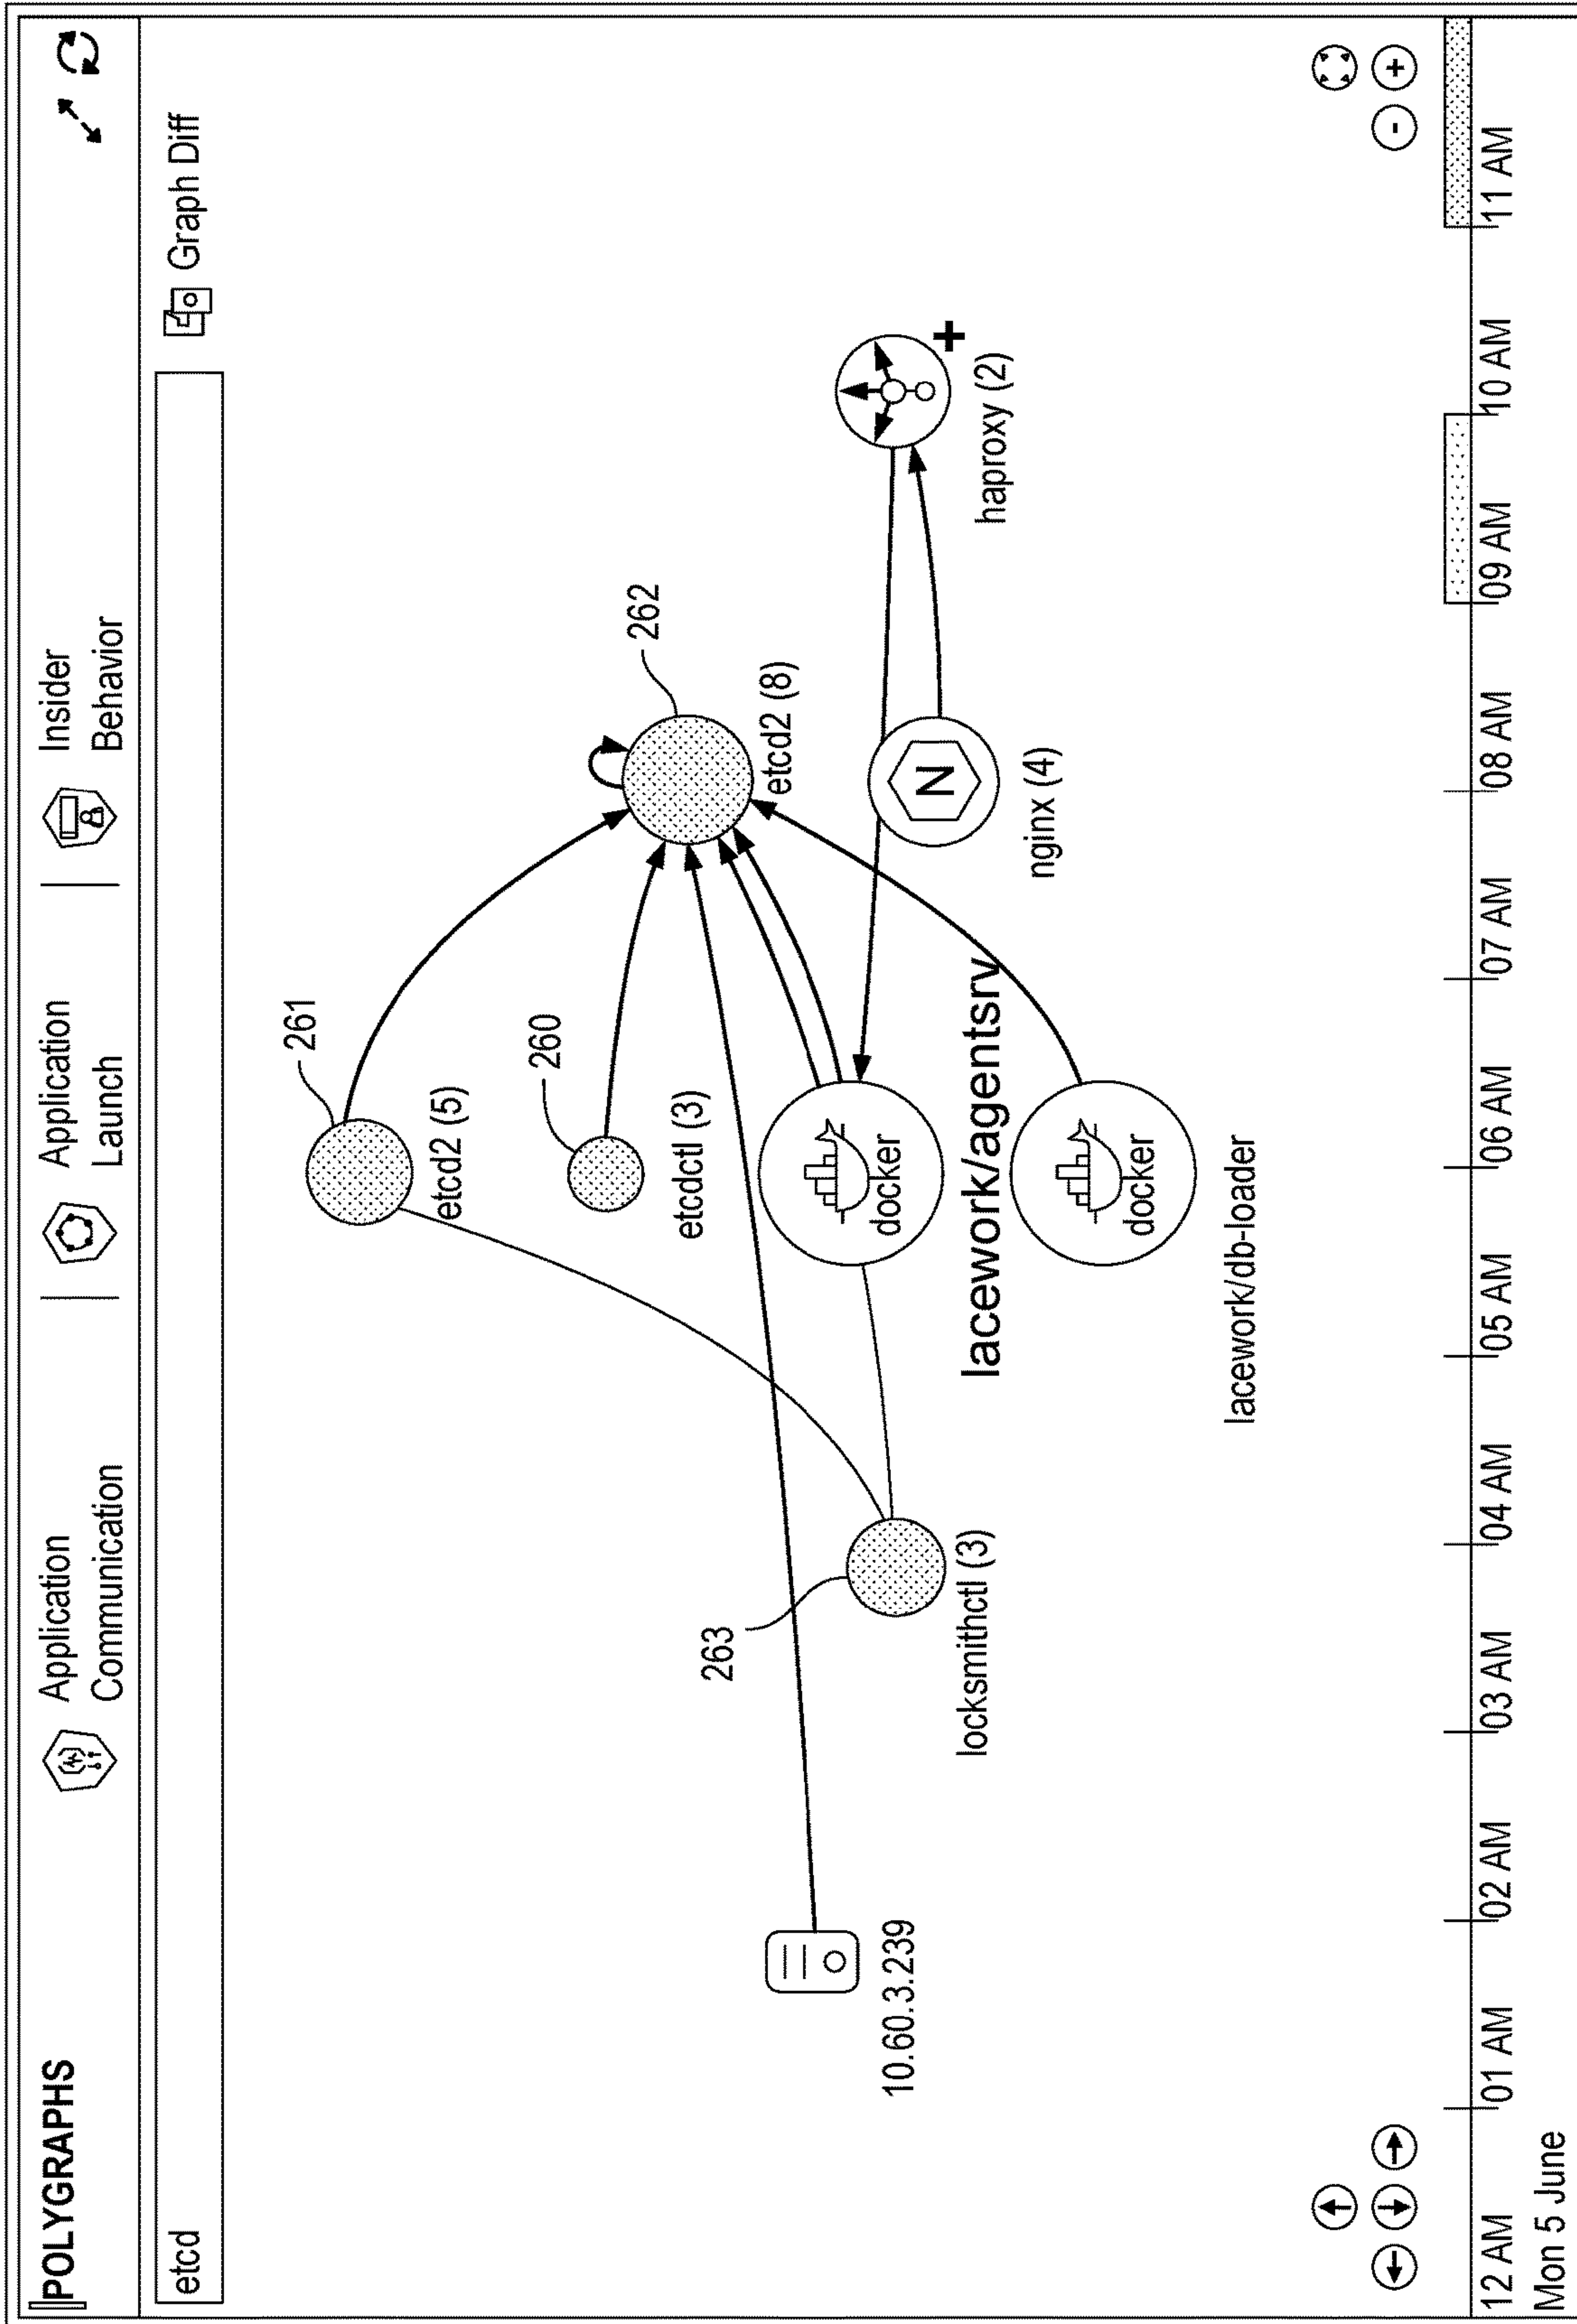 POLYGRAPHS
Application
Communication
Application
Launch
Insider
Behavior
etcd
Graph Diff
261
etcd2 (5)
260
etcdctl (3)
262
etcd2 (8)
10.60.3.239
263
locksmithctl (3)
docker
lacework/agentsrv
docker
lacework/db-loader
N
nginx (4)
+
haproxy (2)
- +
12 AM 01 AM 02 AM 03 AM 04 AM 05 AM 06 AM 07 AM 08 AM 09 AM 10 AM 11 AM
Mon 5 June